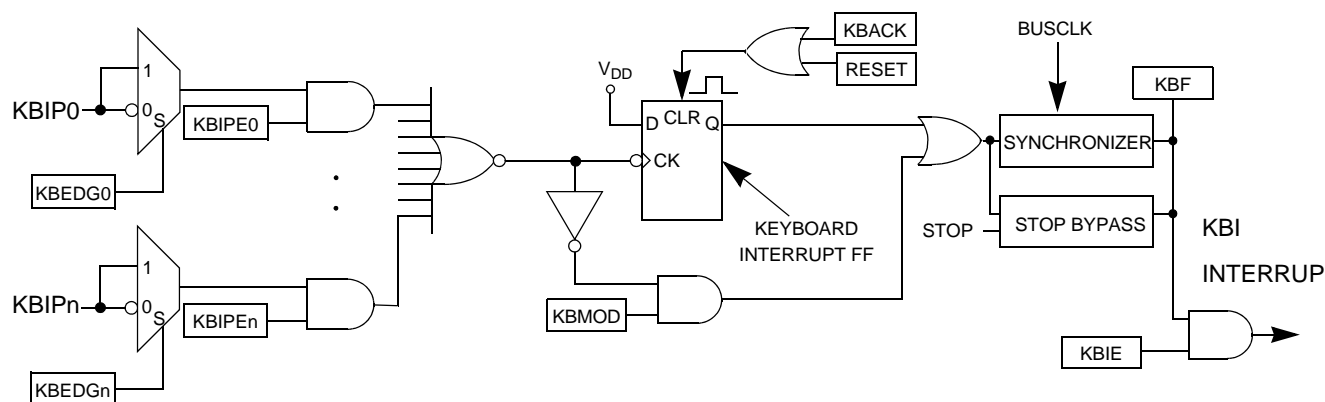 KBACK
RESET
BUSCLK
VDD
KBF
1
KBIP0
0
S
KBIPE0
D
CLR
Q
SYNCHRONIZER
CK
KBEDG0
KEYBOARD
INTERRUPT FF
STOP
STOP BYPASS
KBI
INTERRUP
1
KBIPn
0
S
KBIPEn
KBMOD
KBIE
KBEDGn